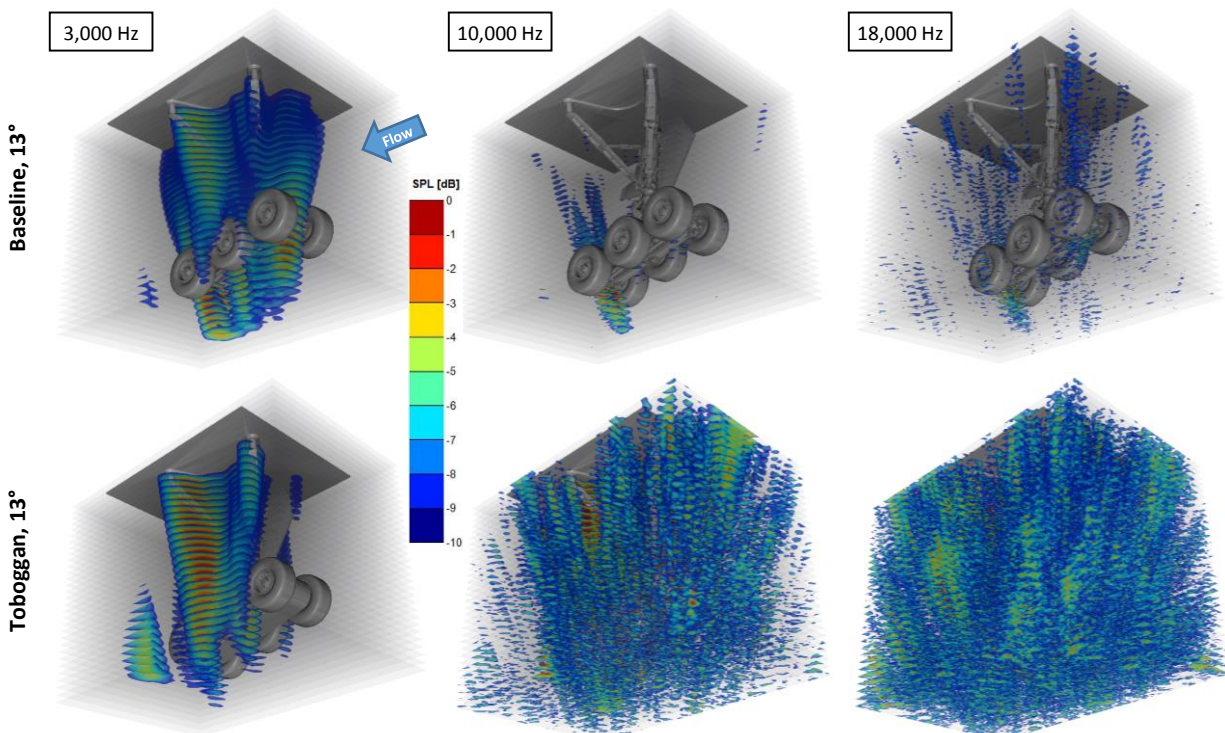 3,000 Hz
10,000 Hz
18,000 Hz
Baseline, 13°
Flow
SPL [dB]
0
-1
-2
-3
-4
-5
-6
-7
-8
-9
-10
Toboggan, 13°